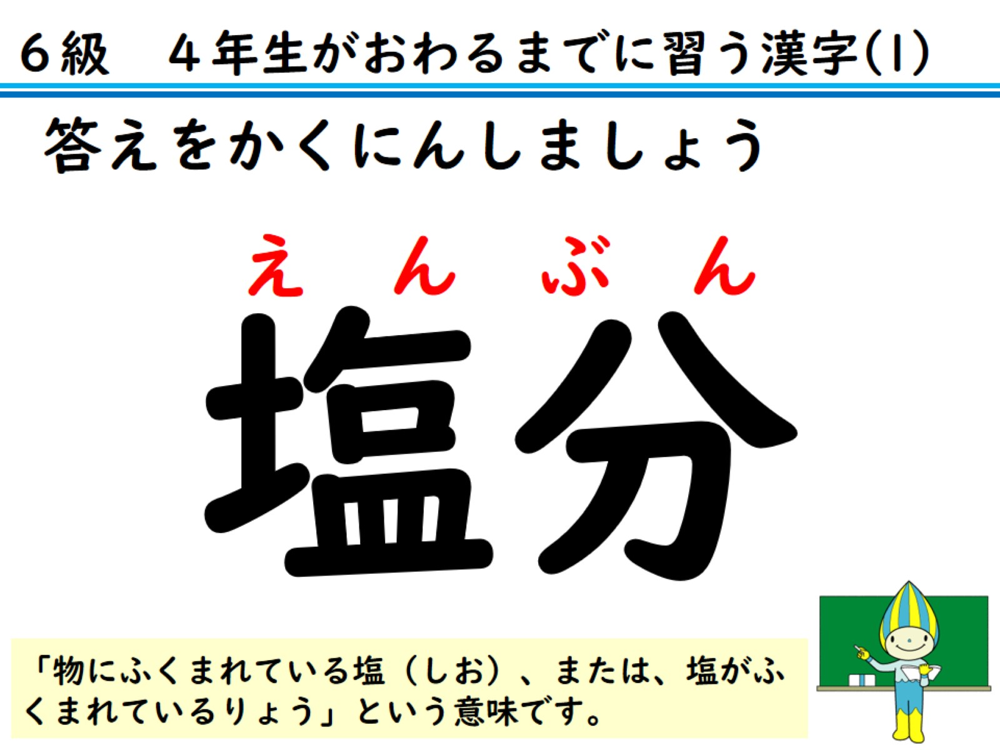 ６級　４年生がおわるまでに習う漢字(1)
答えをかくにんしましょう
えんぶん
塩分
「物にふくまれている塩（しお）、または、塩がふ
くまれているりょう」という意味です。